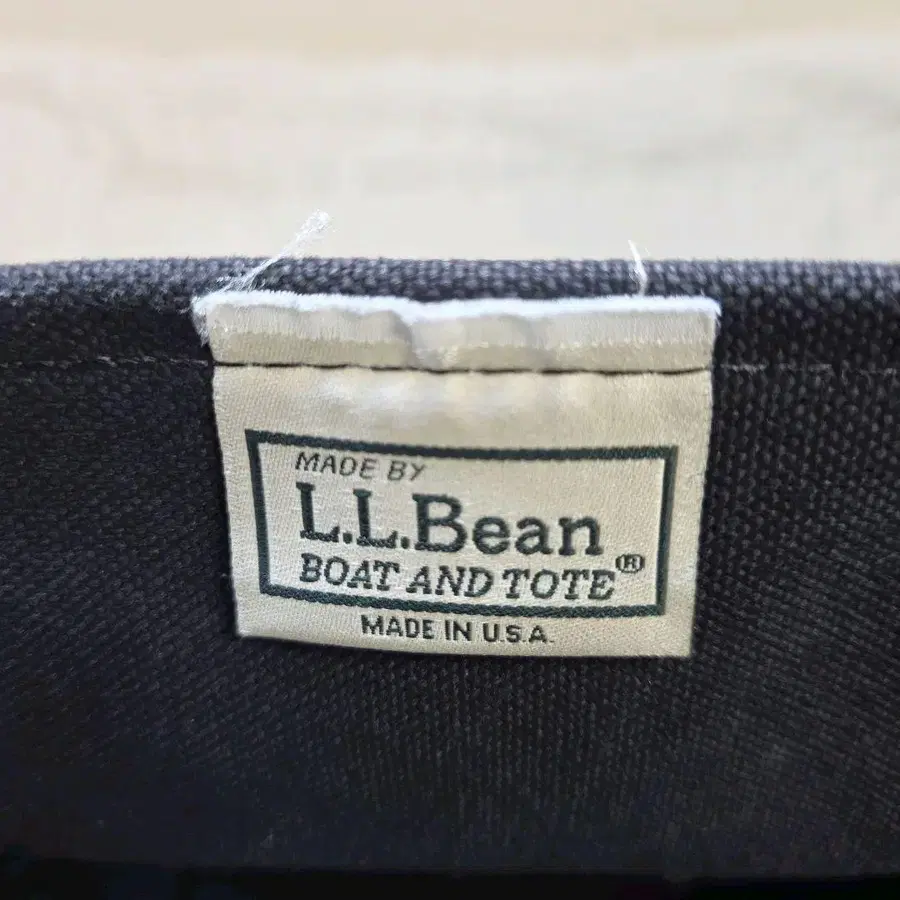 MADE BY
L.L.Bean
BOAT AND TOTE®
MADE IN U.S.A.